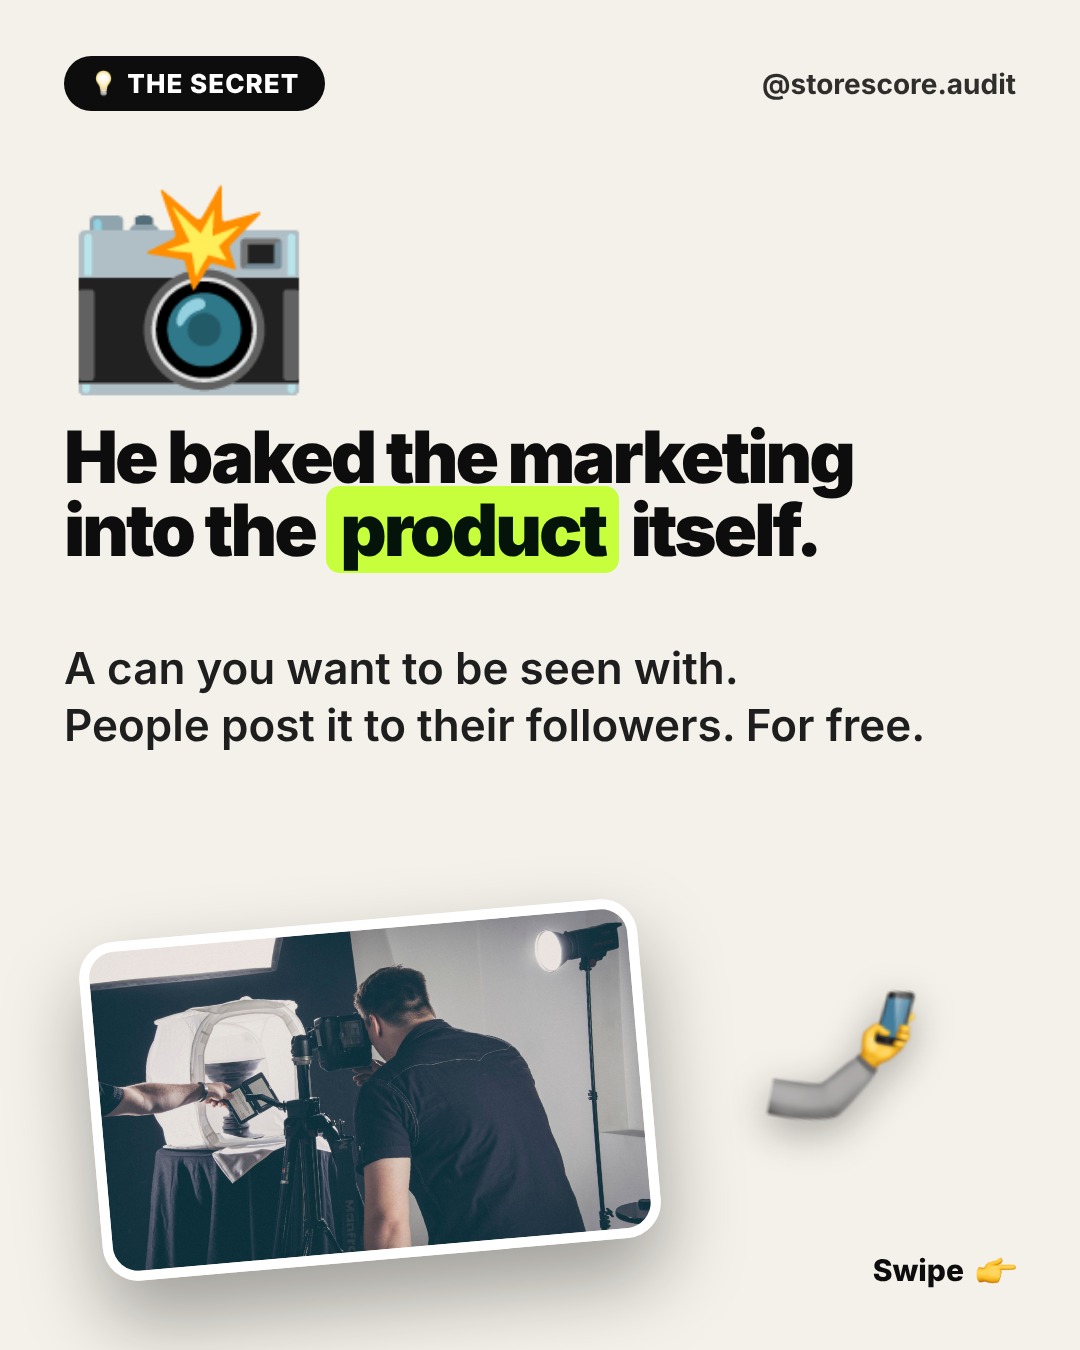 💡 THE SECRET
@storescore.audit
He baked the marketing
into the product itself.
A can you want to be seen with.
People post it to their followers. For free.
Swipe 👉